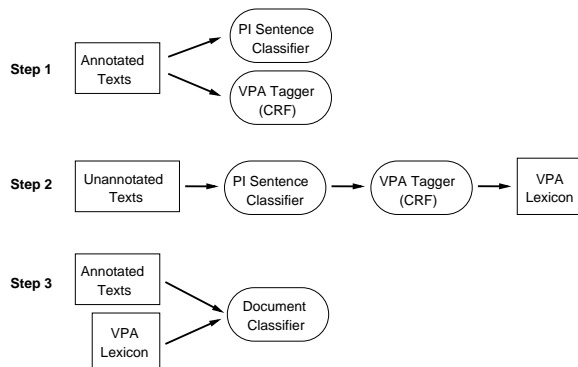 Step 1
Annotated
Texts
PI Sentence
Classifier
VPA Tagger
(CRF)
Step 2
Unannotated
Texts
PI Sentence
Classifier
VPA Tagger
(CRF)
VPA
Lexicon
Step 3
Annotated
Texts
VPA
Lexicon
Document
Classifier